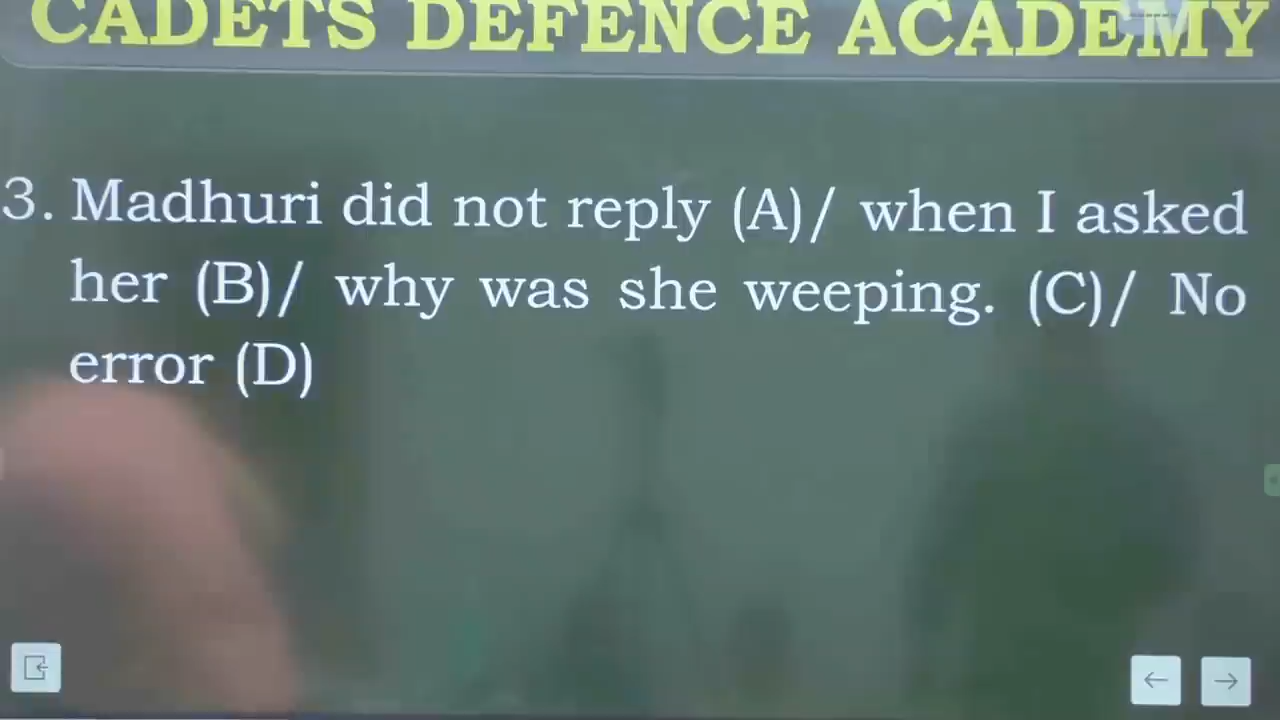 CADETS DEFENCE ACADEMY
3. Madhuri did not reply (A)/ when I asked
her (B)/ why was she weeping. (C)/ No
error (D)